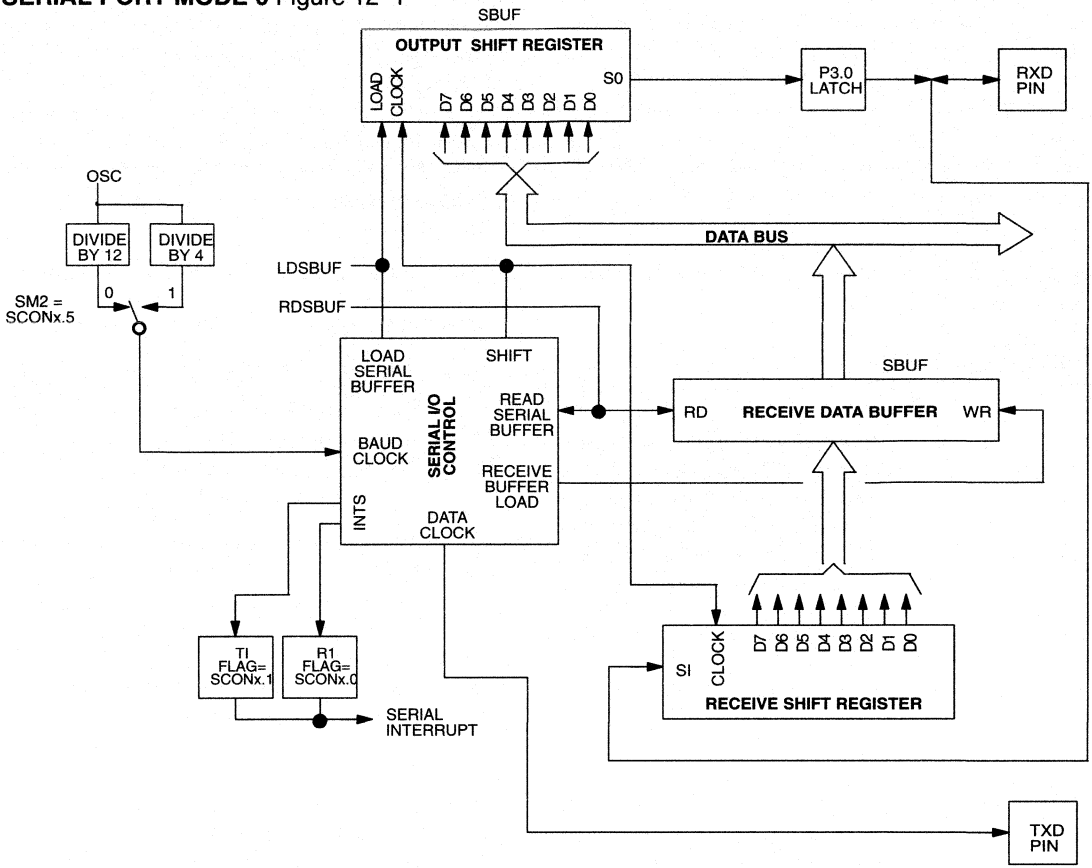 SERIAL PORT MODE 0 Figure 12–1
SBUF
OUTPUT SHIFT REGISTER
LOAD
CLOCK
D7
D6
D5
D4
D3
D2
D1
D0
S0
P3.0
LATCH
RXD
PIN
OSC
DIVIDE
BY 12
DIVIDE
BY 4
0
1
SM2 =
SCONx.5
DATA BUS
LDSBUF
RDSBUF
LOAD
SERIAL
BUFFER
SHIFT
SERIAL I/O
CONTROL
READ
SERIAL
BUFFER
BAUD
CLOCK
RECEIVE
BUFFER
LOAD
INTS
DATA
CLOCK
SBUF
RD
RECEIVE DATA BUFFER
WR
TI
FLAG=
SCONx.1
R1
FLAG=
SCONx.0
SERIAL
INTERRUPT
D7
D6
D5
D4
D3
D2
D1
D0
CLOCK
SI
RECEIVE SHIFT REGISTER
TXD
PIN